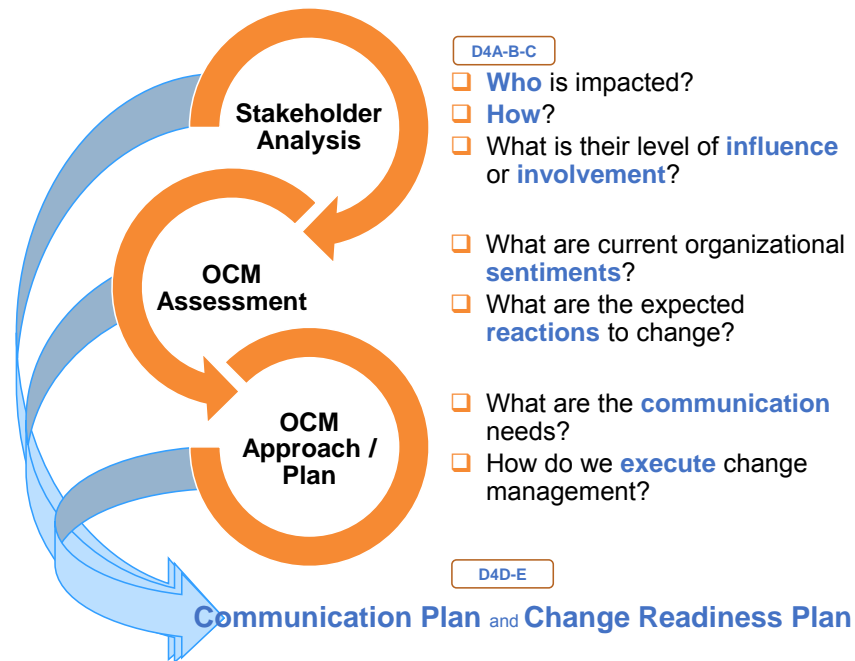 D4A-B-C
Stakeholder
Analysis
❑ Who is impacted?
❑ How?
❑ What is their level of influence
or involvement?
OCM
Assessment
❑ What are current organizational
sentiments?
❑ What are the expected
reactions to change?
OCM
Approach /
Plan
❑ What are the communication
needs?
❑ How do we execute change
management?
D4D-E
Communication Plan and Change Readiness Plan